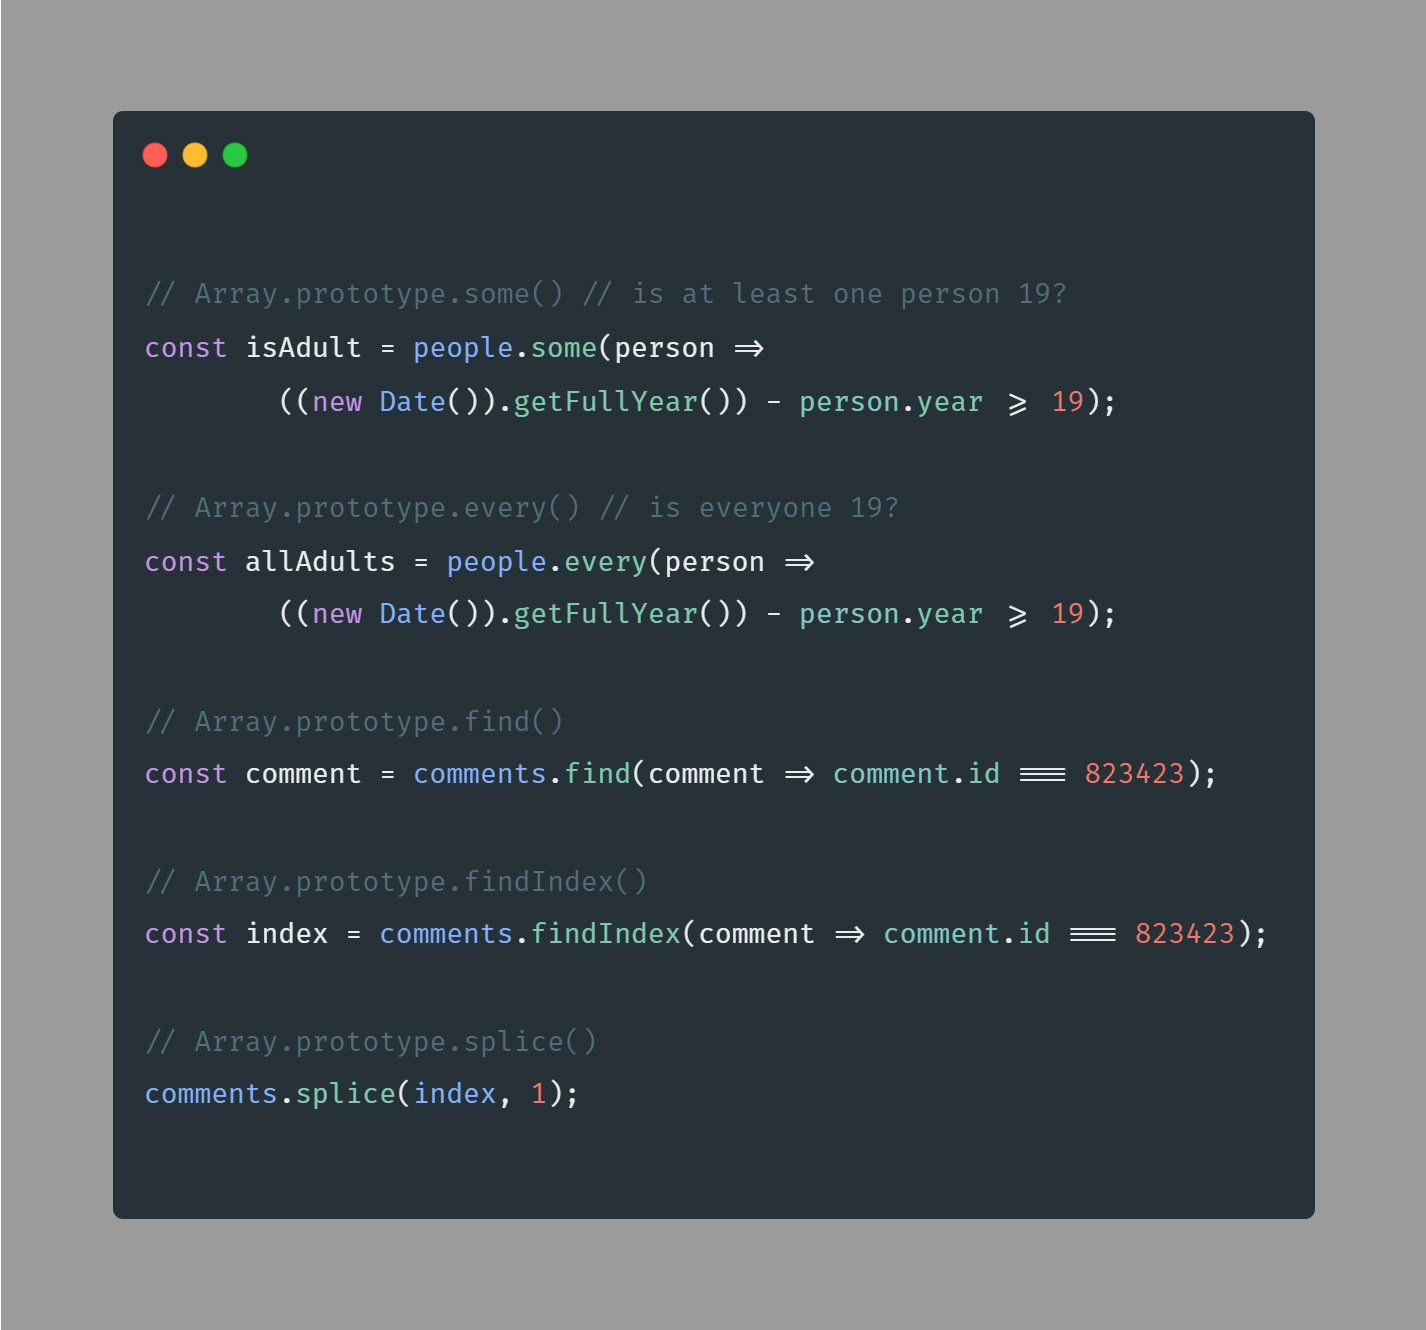 // Array.prototype.some() // is at least one person 19?
const isAdult = people.some(person =>
((new Date()).getFullYear()) - person.year >= 19);
// Array.prototype.every() // is everyone 19?
const allAdults = people.every(person =>
((new Date()).getFullYear()) - person.year >= 19);
// Array.prototype.find()
const comment = comments.find(comment => comment.id === 823423);
// Array.prototype.findIndex()
const index = comments.findIndex(comment => comment.id === 823423);
// Array.prototype.splice()
comments.splice(index, 1);